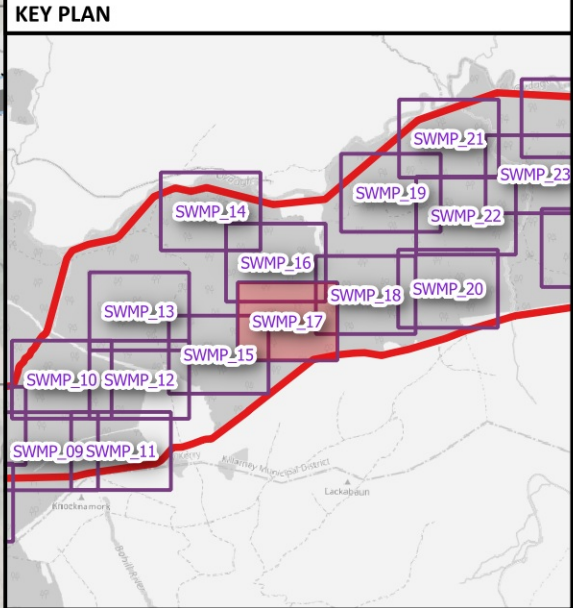 KEY PLAN
SWMP_21
SWMP_23
SWMP_19
SWMP_14
SWMP_22
SWMP_16
SWMP_20
SWMP_18
SWMP_13
SWMP_17
SWMP_15
SWMP_10
SWMP_12
SWMP_09
SWMP_11
Killarney Municipal District
Lackabaun
Knocknamork